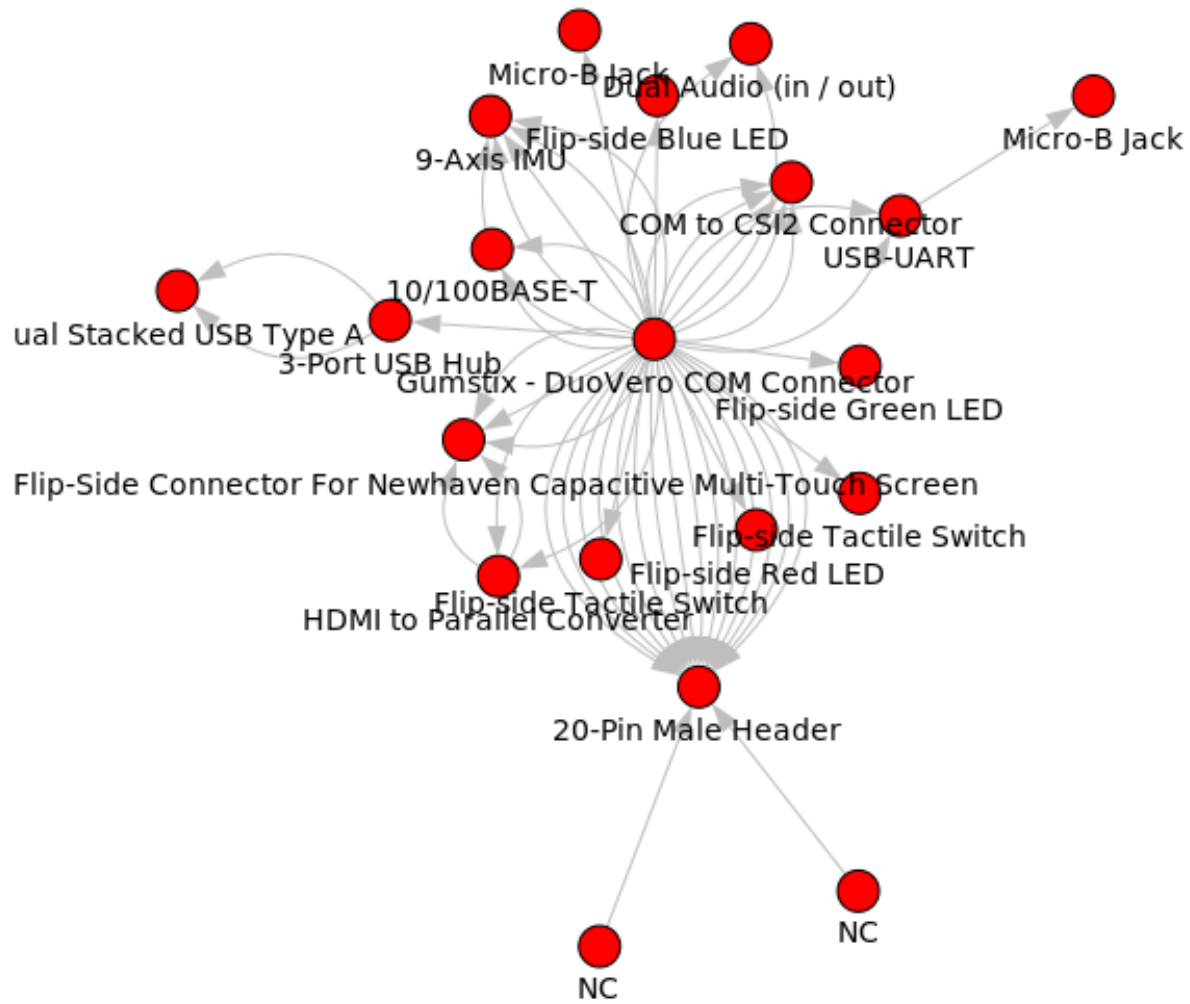 Micro-B Jack
Dual Audio (in / out)
Flip-side Blue LED
Micro-B Jack
9-Axis IMU
COM to CSI2 Connector
USB-UART
10/100BASE-T
ual Stacked USB Type A
3-Port USB Hub
Gumstix - DuoVero COM Connector
Flip-side Green LED
Flip-Side Connector For Newhaven Capacitive Multi-Touch Screen
Flip-side Tactile Switch
Flip-side Red LED
Flip-side Tactile Switch
HDMI to Parallel Converter
20-Pin Male Header
NC
NC